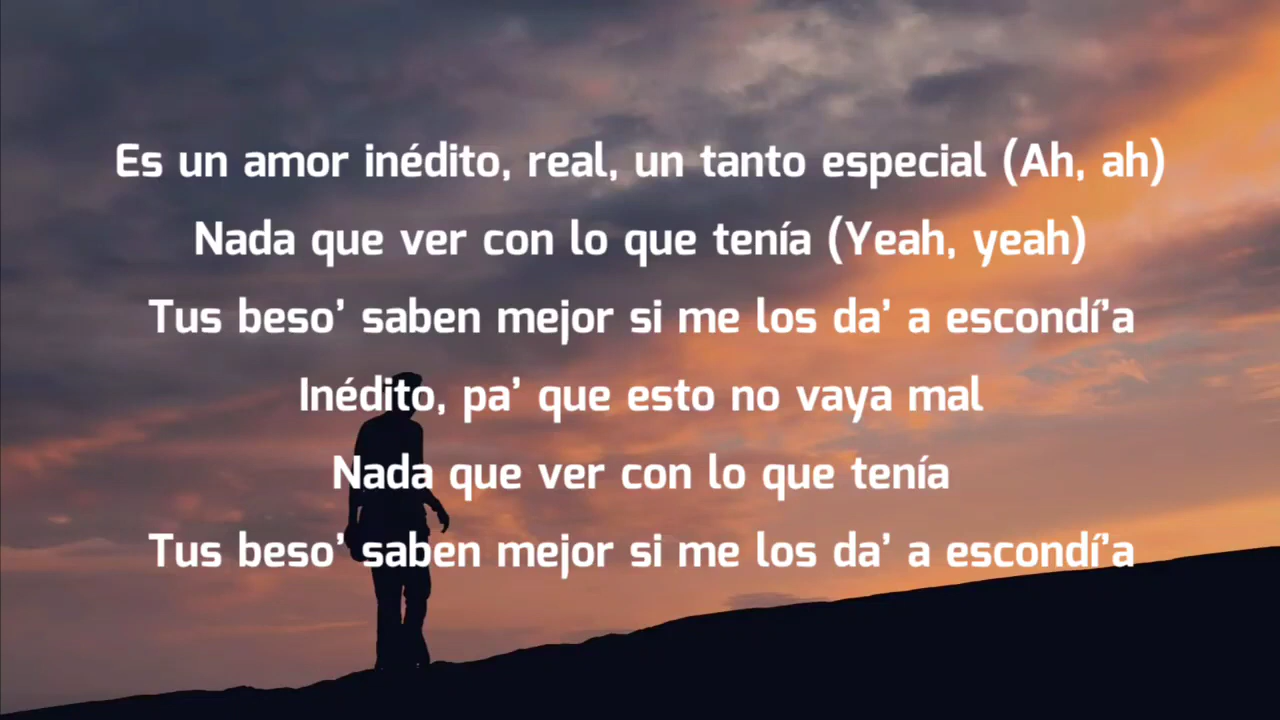 Es un amor inédito, real, un tanto especial (Ah, ah)
Nada que ver con lo que tenía (Yeah, yeah)
Tus beso’ saben mejor si me los da’ a escondí’a
Inédito, pa’ que esto no vaya mal
Nada que ver con lo que tenía
Tus beso’ saben mejor si me los da’ a escondí’a